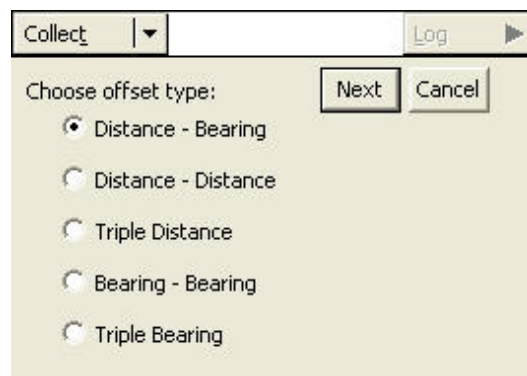 Collect Log
Choose offset type: Next Cancel
Distance - Bearing
Distance - Distance
Triple Distance
Bearing - Bearing
Triple Bearing